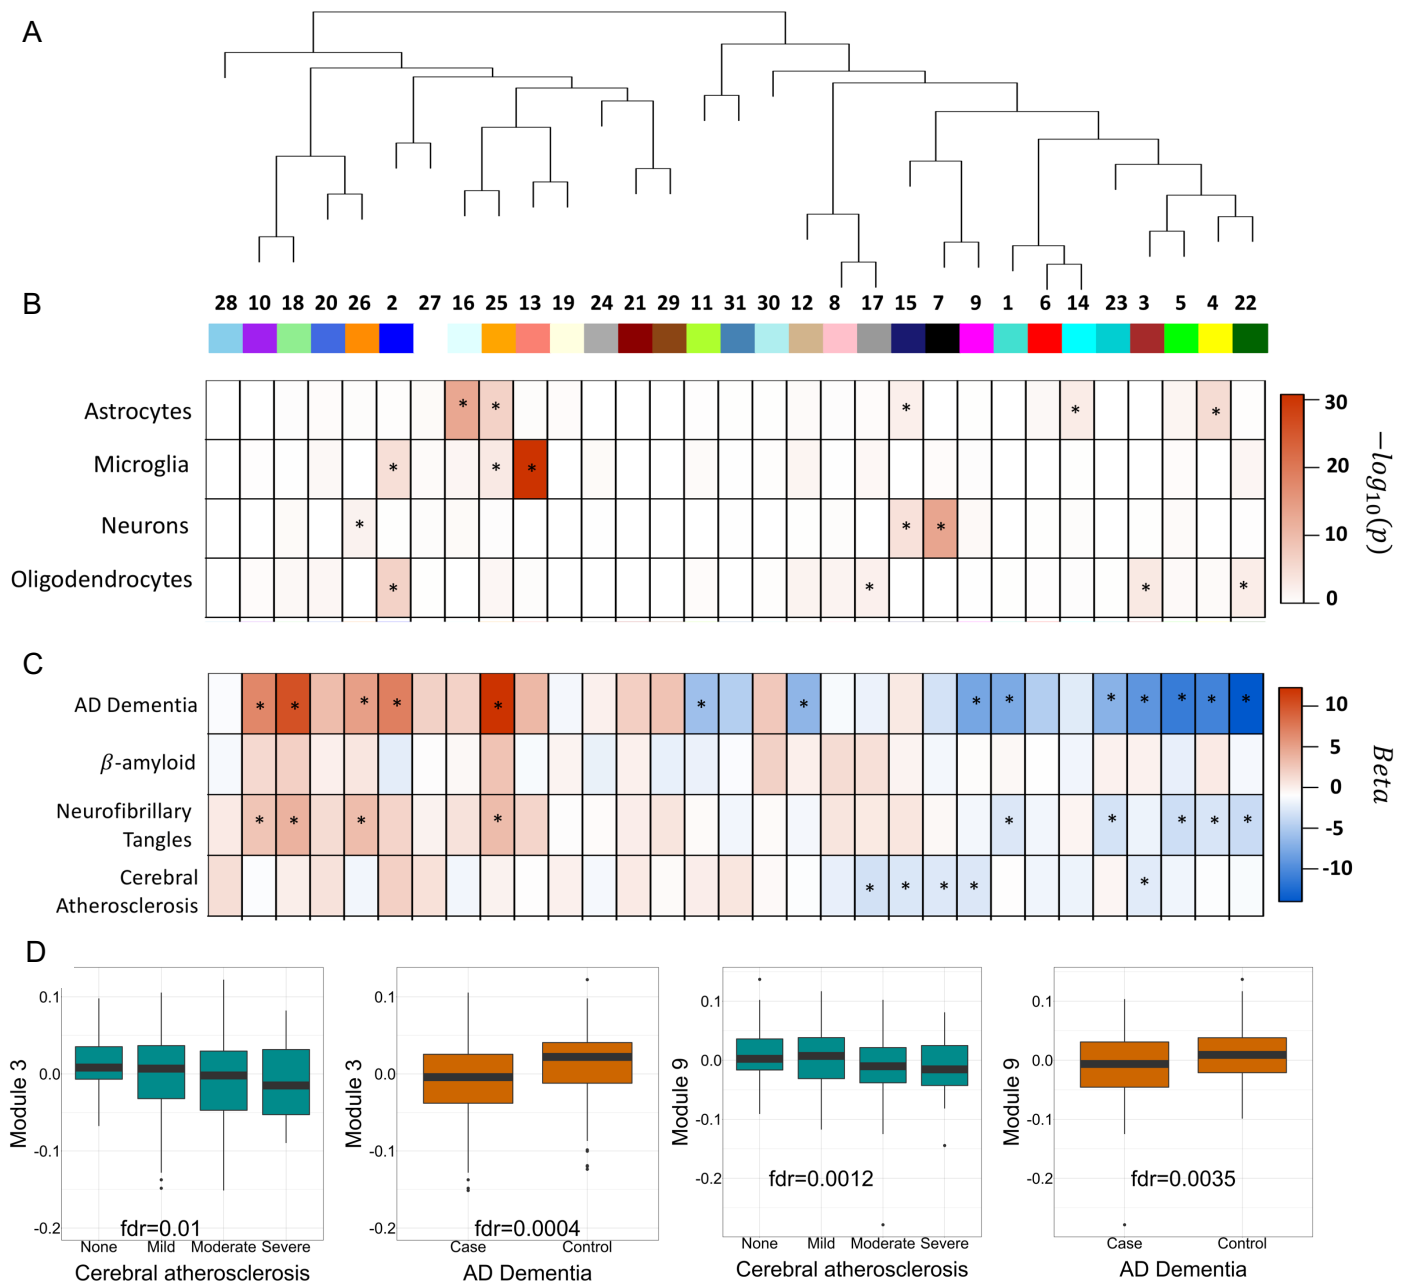 A
B
28 10 18 20 26 2 27 16 25 13 19 24 21 29 11 31 30 12 8 17 15 7 9 1 6 14 23 3 5 4 22
Astrocytes * * * * *
Microglia * * *
Neurons * * *
Oligodendrocytes * * * *
30
20
10
0
−log₁₀(p)
C
AD Dementia * * * * * * * * * * * * * *
β-amyloid
Neurofibrillary
Tangles * * * * * * * * *
Cerebral
Atherosclerosis * * * * *
10
5
0
-5
-10
Beta
D
Module 3
0.1
0.0
-0.1
-0.2
fdr=0.01
None Mild Moderate Severe
Cerebral atherosclerosis
Module 3
0.1
0.0
-0.1
-0.2
fdr=0.0004
Case Control
AD Dementia
Module 9
0.1
0.0
-0.1
-0.2
fdr=0.0012
None Mild Moderate Severe
Cerebral atherosclerosis
Module 9
0.1
0.0
-0.1
-0.2
fdr=0.0035
Case Control
AD Dementia